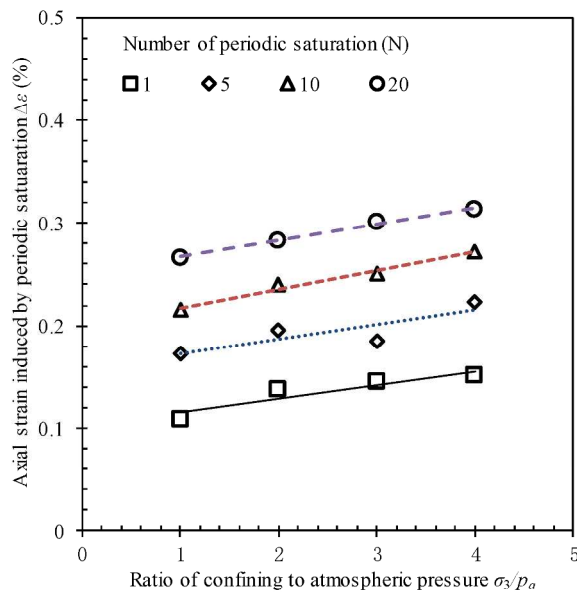 Number of periodic saturation (N)
1 5 10 20
Axial strain induced by periodic satuaration Δε (%)
0.5
0.4
0.3
0.2
0.1
0
0 1 2 3 4 5
Ratio of confining to atmospheric pressure σ₃/pₐ